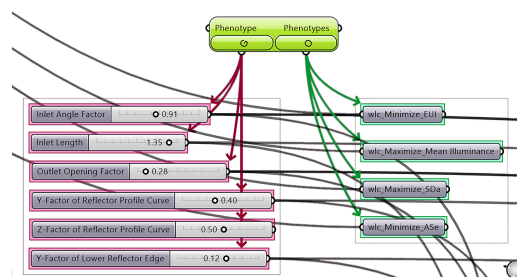 Phenotype Phenotypes
Inlet Angle Factor 0.91 wlc_Minimize_EUI
Inlet Length 1.35 wlc_Maximize_Mean Illuminance
Outlet Opening Factor 0.28 wlc_Maximize_SDa
Y-Factor of Reflector Profile Curve 0.40
Z-Factor of Reflector Profile Curve 0.50 wlc_Minimize_ASe
Y-Factor of Lower Reflector Edge 0.12